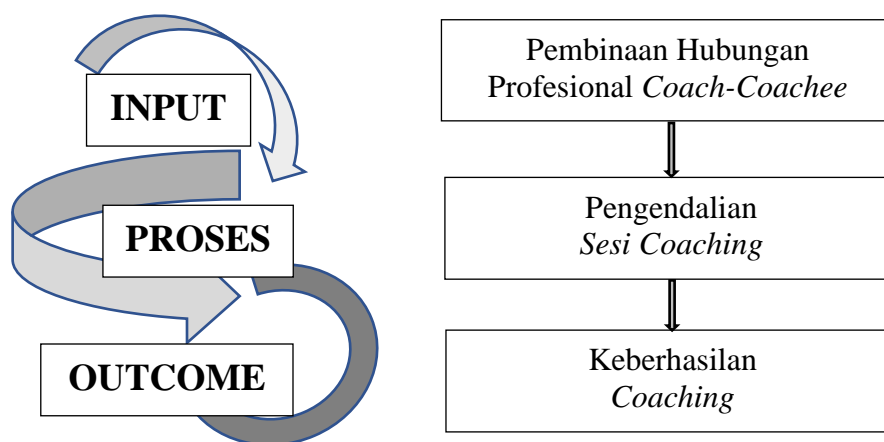 INPUT
PROSES
OUTCOME
Pembinaan Hubungan
Profesional Coach-Coachee
Pengendalian
Sesi Coaching
Keberhasilan
Coaching